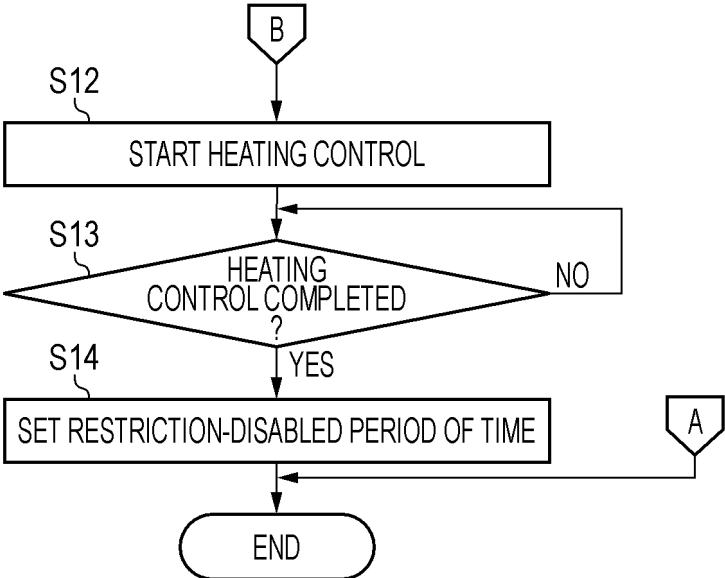 B
S12
START HEATING CONTROL
S13
HEATING
CONTROL COMPLETED
?
NO
YES
S14
SET RESTRICTION-DISABLED PERIOD OF TIME
A
END